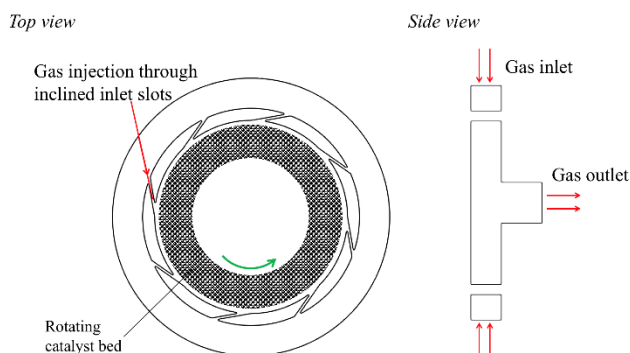 Top view
Side view
Gas injection through
inclined inlet slots
Gas inlet
Gas outlet
Rotating
catalyst bed